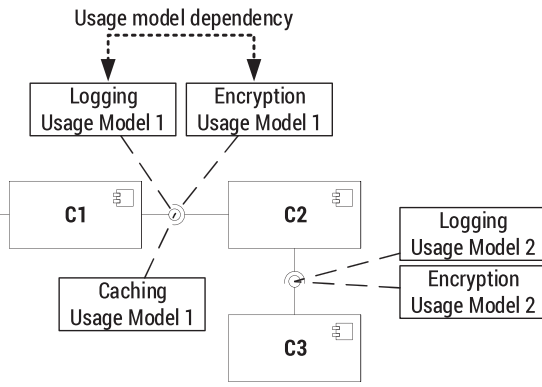 Usage model dependency
Logging
Usage Model 1
Encryption
Usage Model 1
C1
C2
Logging
Usage Model 2
Encryption
Usage Model 2
Caching
Usage Model 1
C3